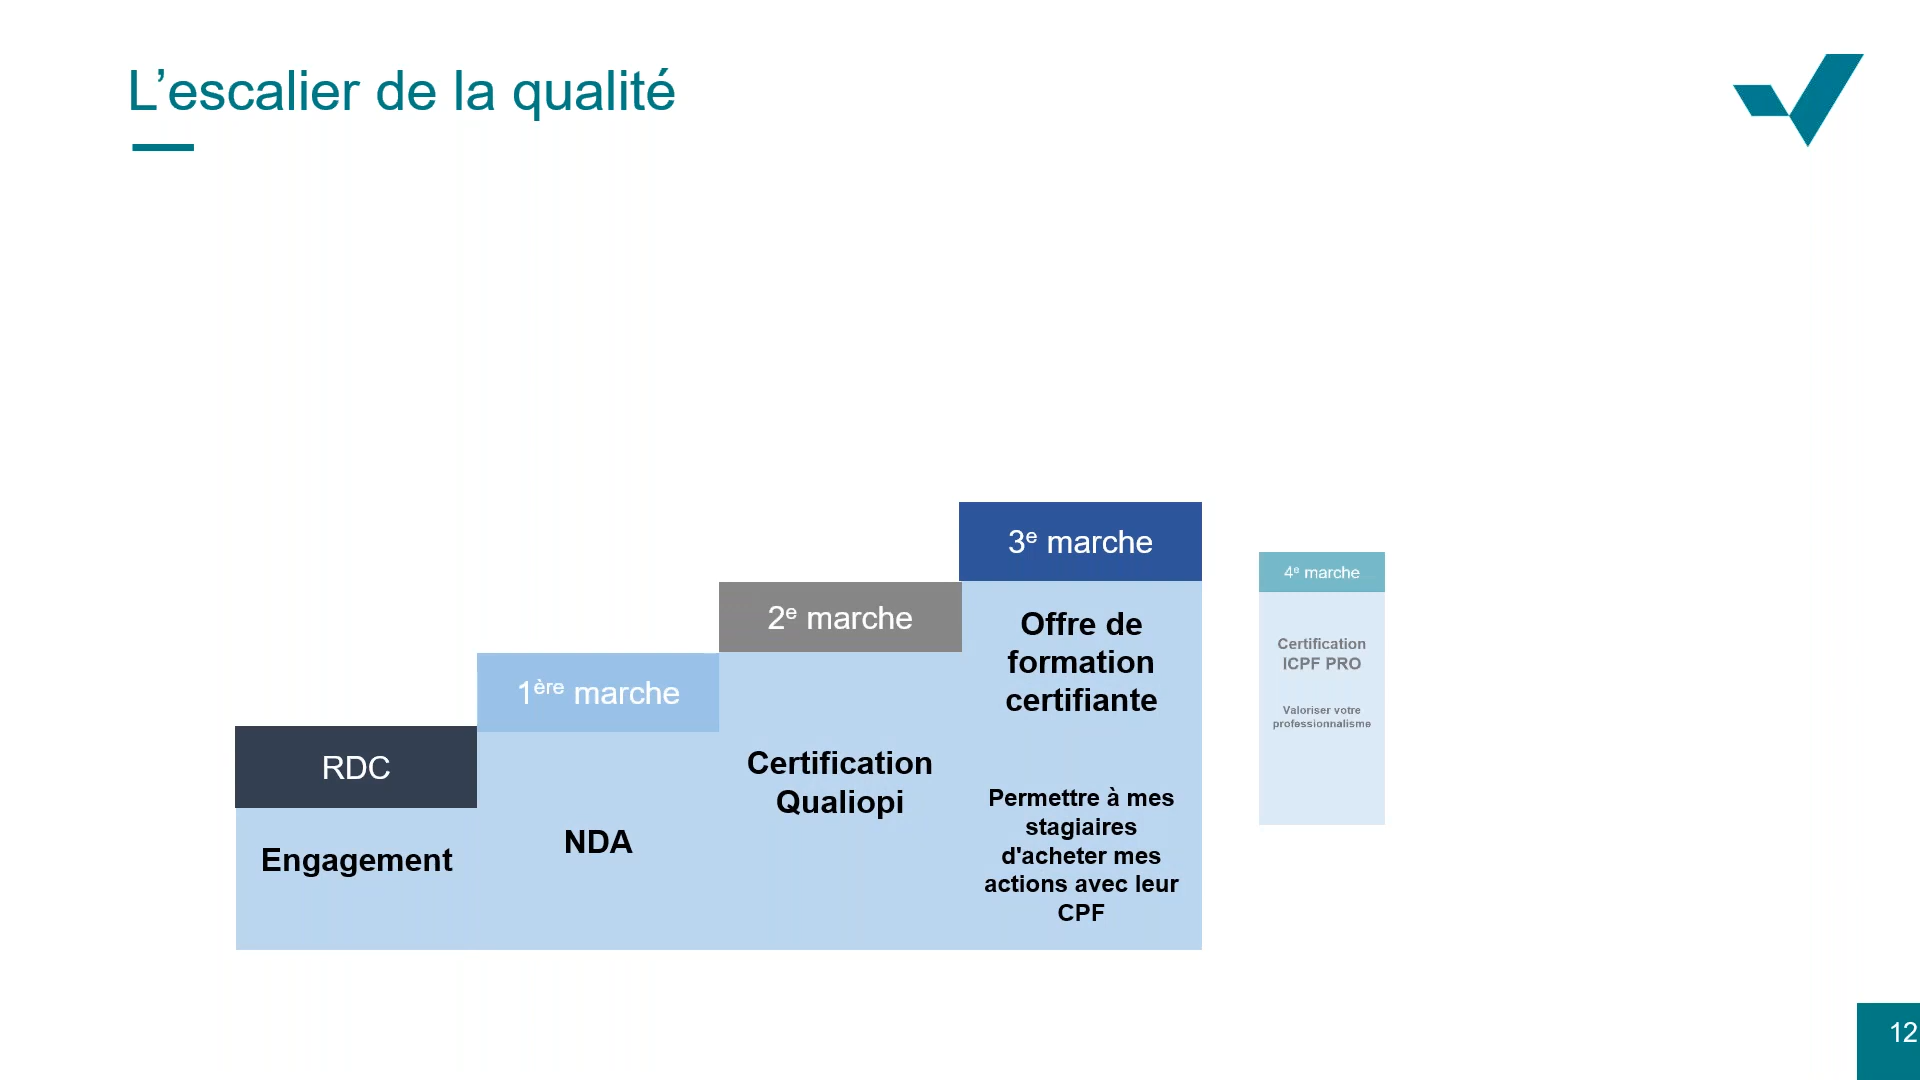 L’escalier de la qualité
RDC
Engagement
1ère marche
NDA
2e marche
Certification
Qualiopi
3e marche
Offre de
formation
certifiante
Permettre à mes
stagiaires
d'acheter mes
actions avec leur
CPF
4e marche
Certification
ICPF PRO
Valoriser votre
professionnalisme
12